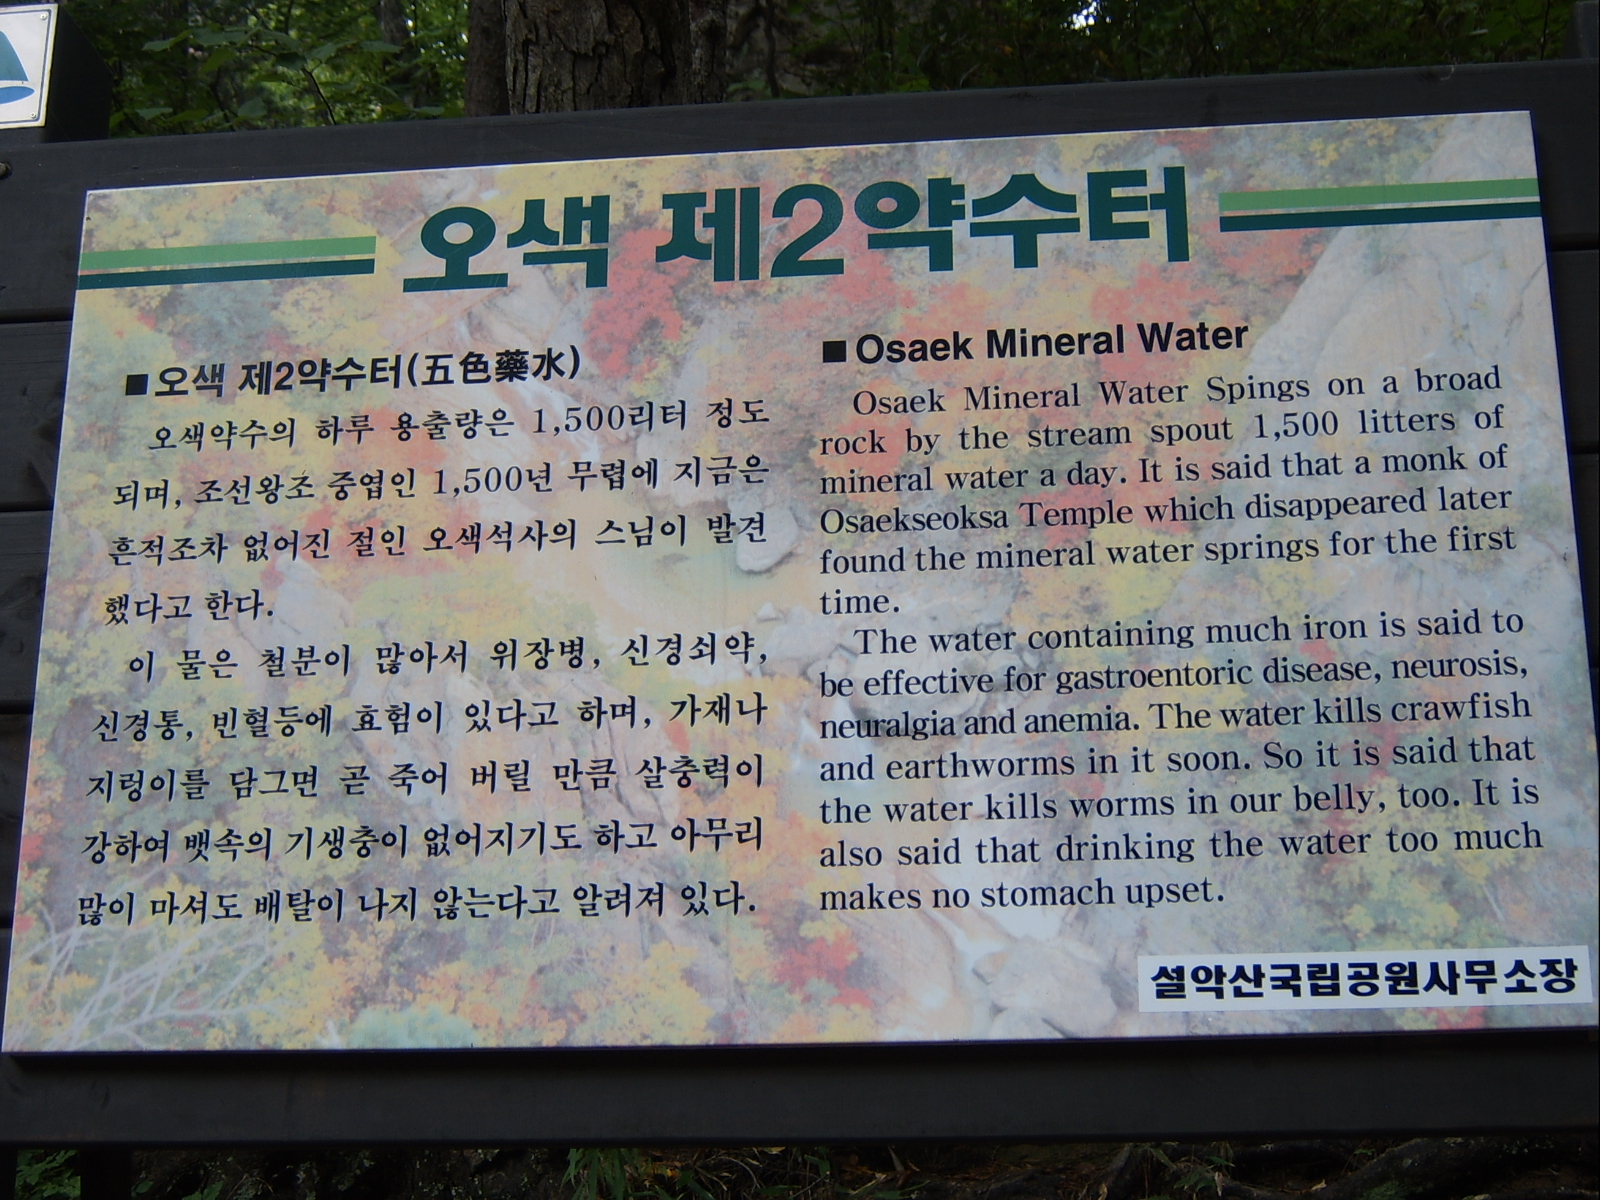 오색 제2약수터
■ 오색 제2약수터(五色藥水)
오색약수의 하루 용출량은 1,500리터 정도
되며, 조선왕조 중엽인 1,500년 무렵에 지금은
흔적조차 없어진 절인 오색석사의 스님이 발견
했다고 한다.
이 물은 철분이 많아서 위장병, 신경쇠약,
신경통, 빈혈등에 효험이 있다고 하며, 가재나
지렁이를 담그면 곧 죽어 버릴 만큼 살충력이
강하여 뱃속의 기생충이 없어지기도 하고 아무리
많이 마셔도 배탈이 나지 않는다고 알려져 있다.
■ Osaek Mineral Water
Osaek Mineral Water Spings on a broad
rock by the stream spout 1,500 litters of
mineral water a day. It is said that a monk of
Osaekseoksa Temple which disappeared later
found the mineral water springs for the first
time.
The water containing much iron is said to
be effective for gastroentoric disease, neurosis,
neuralgia and anemia. The water kills crawfish
and earthworms in it soon. So it is said that
the water kills worms in our belly, too. It is
also said that drinking the water too much
makes no stomach upset.
설악산국립공원사무소장